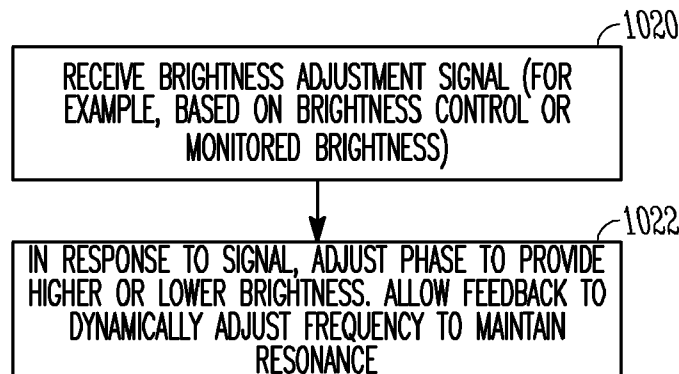 1020
RECEIVE BRIGHTNESS ADJUSTMENT SIGNAL (FOR
EXAMPLE, BASED ON BRIGHTNESS CONTROL OR
MONITORED BRIGHTNESS)
1022
IN RESPONSE TO SIGNAL, ADJUST PHASE TO PROVIDE
HIGHER OR LOWER BRIGHTNESS. ALLOW FEEDBACK TO
DYNAMICALLY ADJUST FREQUENCY TO MAINTAIN
RESONANCE